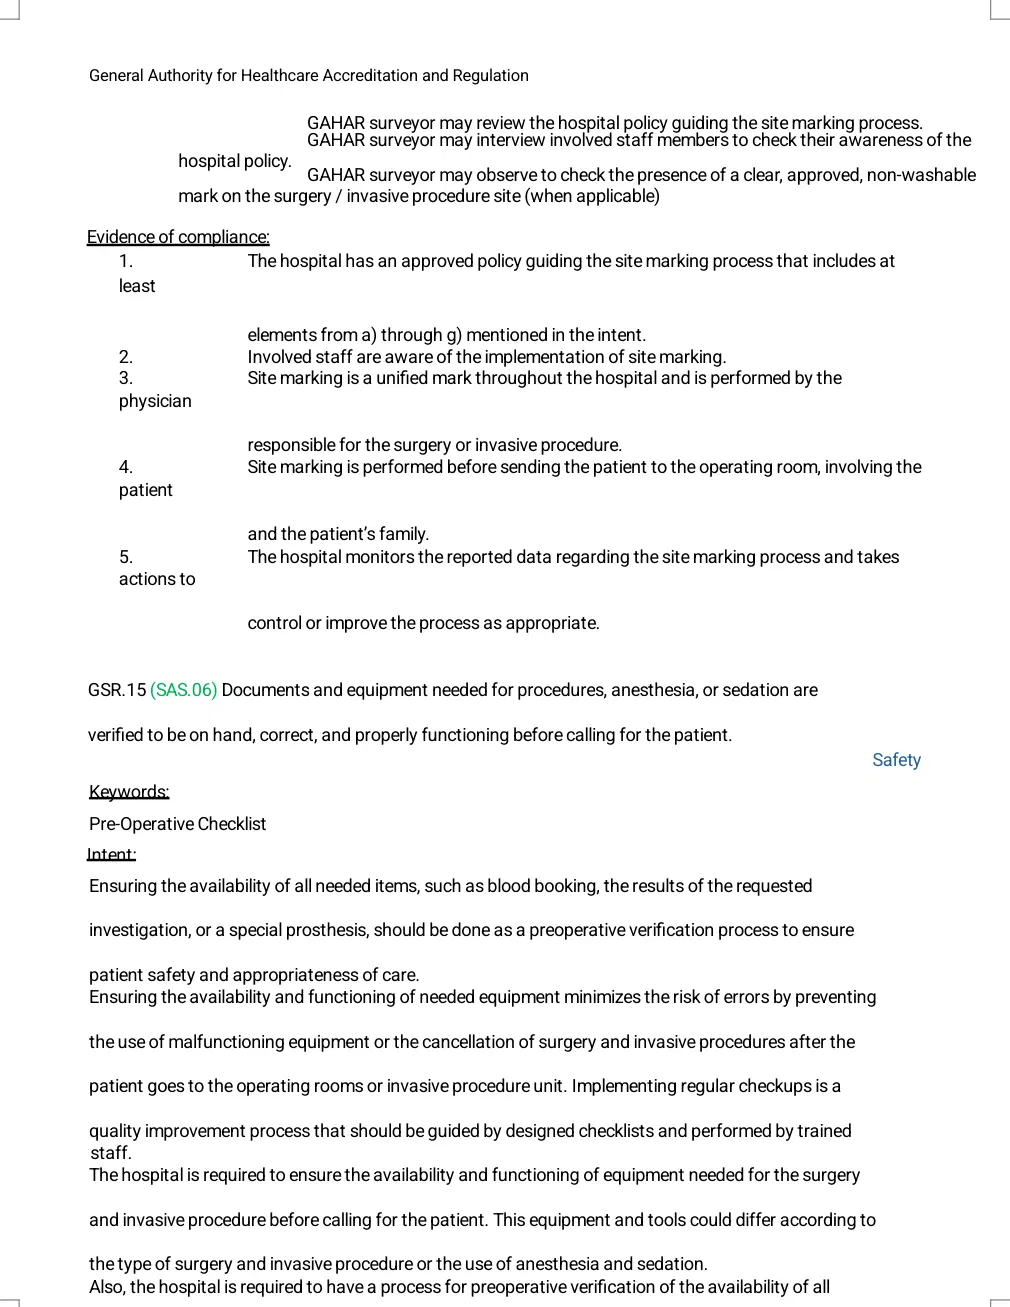 General Authority for Healthcare Accreditation and Regulation
GAHAR surveyor may review the hospital policy guiding the site marking process.
GAHAR surveyor may interview involved staff members to check their awareness of the
hospital policy.
GAHAR surveyor may observe to check the presence of a clear, approved, non-washable
mark on the surgery / invasive procedure site (when applicable)
Evidence of compliance:
1. The hospital has an approved policy guiding the site marking process that includes at
least
elements from a) through g) mentioned in the intent.
2. Involved staff are aware of the implementation of site marking.
3. Site marking is a unified mark throughout the hospital and is performed by the
physician
responsible for the surgery or invasive procedure.
4. Site marking is performed before sending the patient to the operating room, involving the
patient
and the patient’s family.
5. The hospital monitors the reported data regarding the site marking process and takes
actions to
control or improve the process as appropriate.
GSR.15 (SAS.06) Documents and equipment needed for procedures, anesthesia, or sedation are
verified to be on hand, correct, and properly functioning before calling for the patient.
Safety
Keywords:
Pre-Operative Checklist
Intent:
Ensuring the availability of all needed items, such as blood booking, the results of the requested
investigation, or a special prosthesis, should be done as a preoperative verification process to ensure
patient safety and appropriateness of care.
Ensuring the availability and functioning of needed equipment minimizes the risk of errors by preventing
the use of malfunctioning equipment or the cancellation of surgery and invasive procedures after the
patient goes to the operating rooms or invasive procedure unit. Implementing regular checkups is a
quality improvement process that should be guided by designed checklists and performed by trained
staff.
The hospital is required to ensure the availability and functioning of equipment needed for the surgery
and invasive procedure before calling for the patient. This equipment and tools could differ according to
the type of surgery and invasive procedure or the use of anesthesia and sedation.
Also, the hospital is required to have a process for preoperative verification of the availability of all